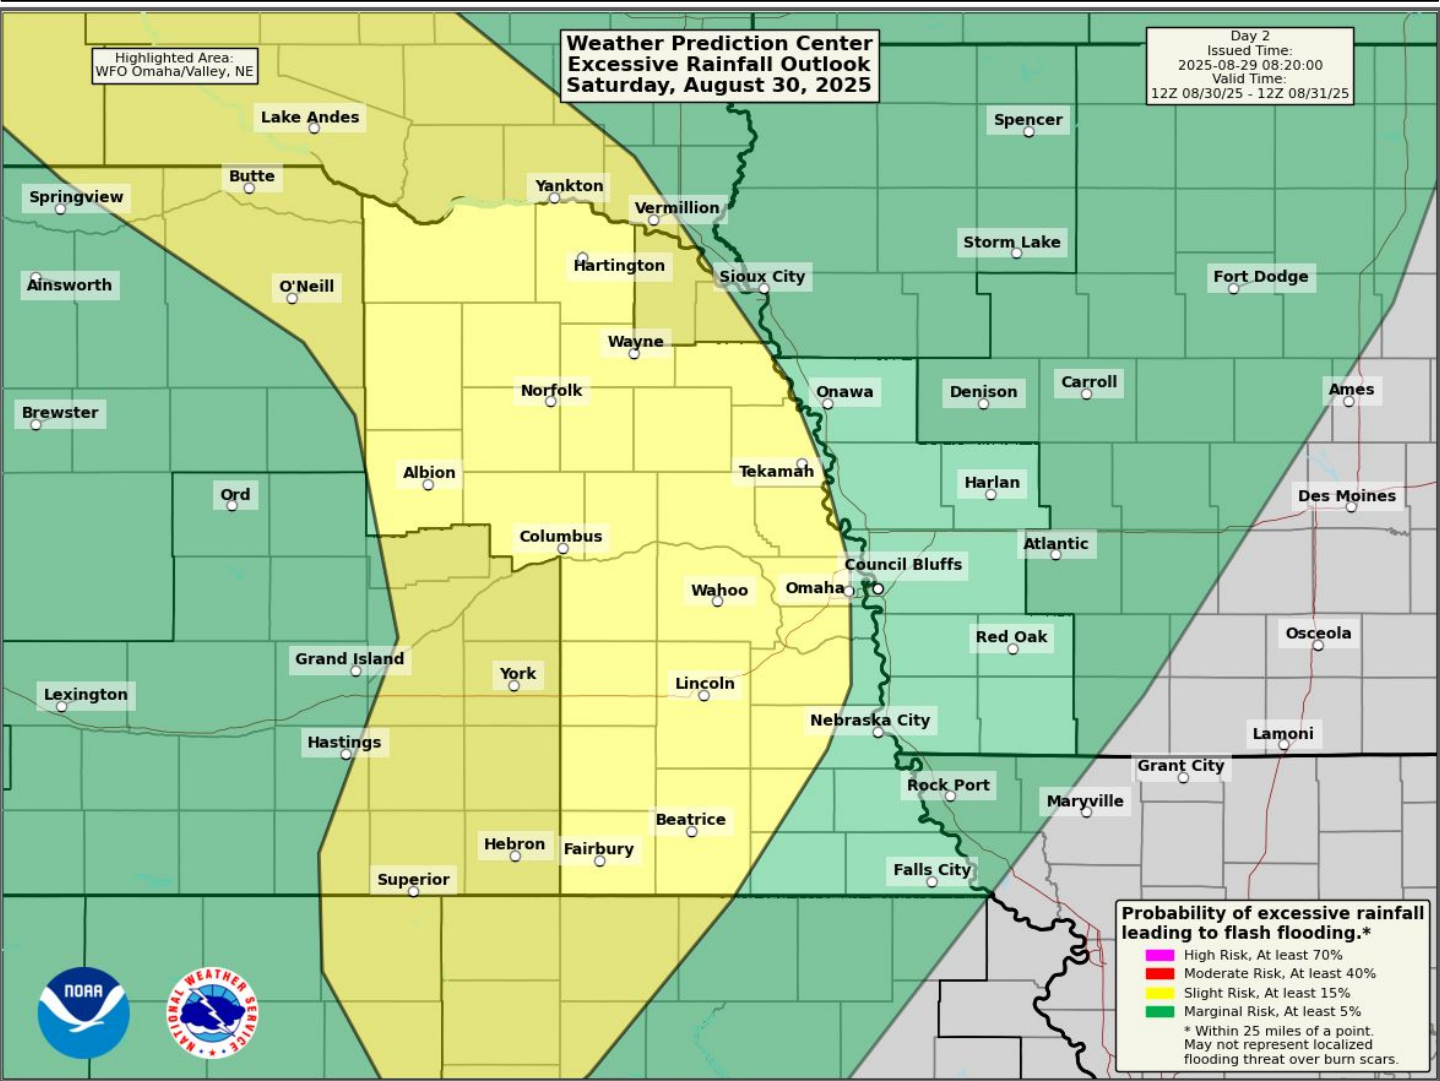 Weather Prediction Center
Excessive Rainfall Outlook
Saturday, August 30, 2025
Highlighted Area:
WFO Omaha/Valley, NE
Day 2
Issued Time:
2025-08-29 08:20:00
Valid Time:
12Z 08/30/25 - 12Z 08/31/25
Lake Andes
Spencer
Butte
Yankton
Springview
Vermillion
Storm Lake
Hartington
Sioux City
Fort Dodge
Ainsworth
O'Neill
Wayne
Carroll
Norfolk
Onawa
Denison
Ames
Brewster
Albion
Tekamah
Harlan
Ord
Des Moines
Columbus
Atlantic
Council Bluffs
Wahoo
Omaha
Red Oak
Osceola
Grand Island
York
Lincoln
Lexington
Nebraska City
Hastings
Lamoni
Grant City
Rock Port
Maryville
Beatrice
Hebron
Fairbury
Superior
Falls City
Probability of excessive rainfall
leading to flash flooding.*
High Risk, At least 70%
Moderate Risk, At least 40%
Slight Risk, At least 15%
Marginal Risk, At least 5%
* Within 25 miles of a point.
May not represent localized
flooding threat over burn scars.
NOAA
NATIONAL WEATHER SERVICE